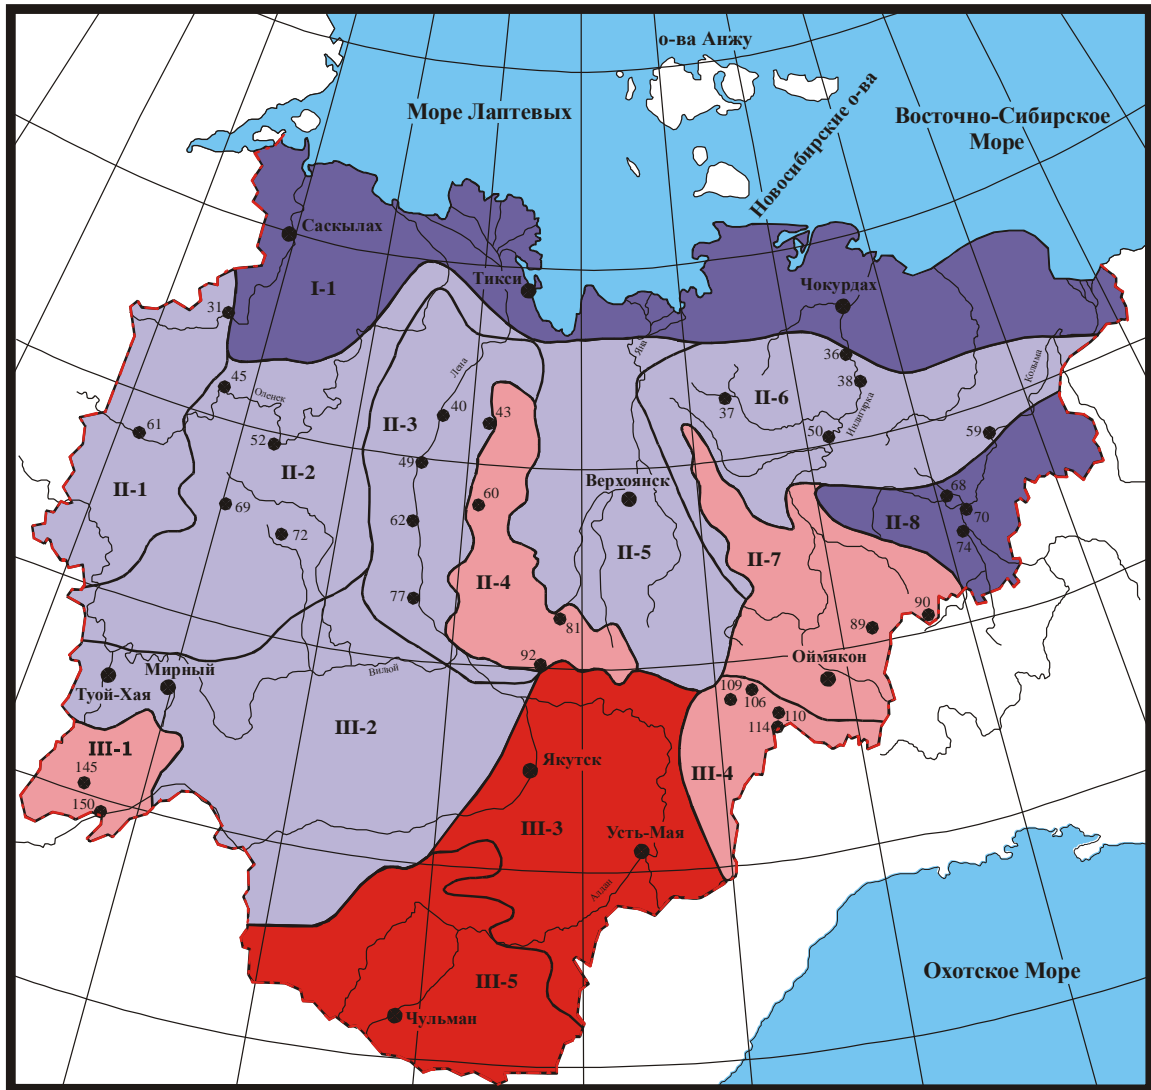 о-ва Анжу
Море Лаптевых
Новосибирские о-ва
Восточно-Сибирское
Море
Саскылах
Тикси
I-1
Чокурдах
31
Яна
36
Колыма
Лена
38
45
Оленек
40
43
37
II-6
Индигирка
61
52
II-3
50
59
49
II-1
II-2
Верхоянск
69
60
68
70
72
62
II-8
74
II-5
II-7
II-4
77
81
90
89
92
Вилюй
Оймякон
Мирный
Туой-Хая
109
106
110
114
III-2
III-1
145
150
Якутск
III-4
III-3
Усть-Мая
Алдан
Охотское Море
III-5
Чульман